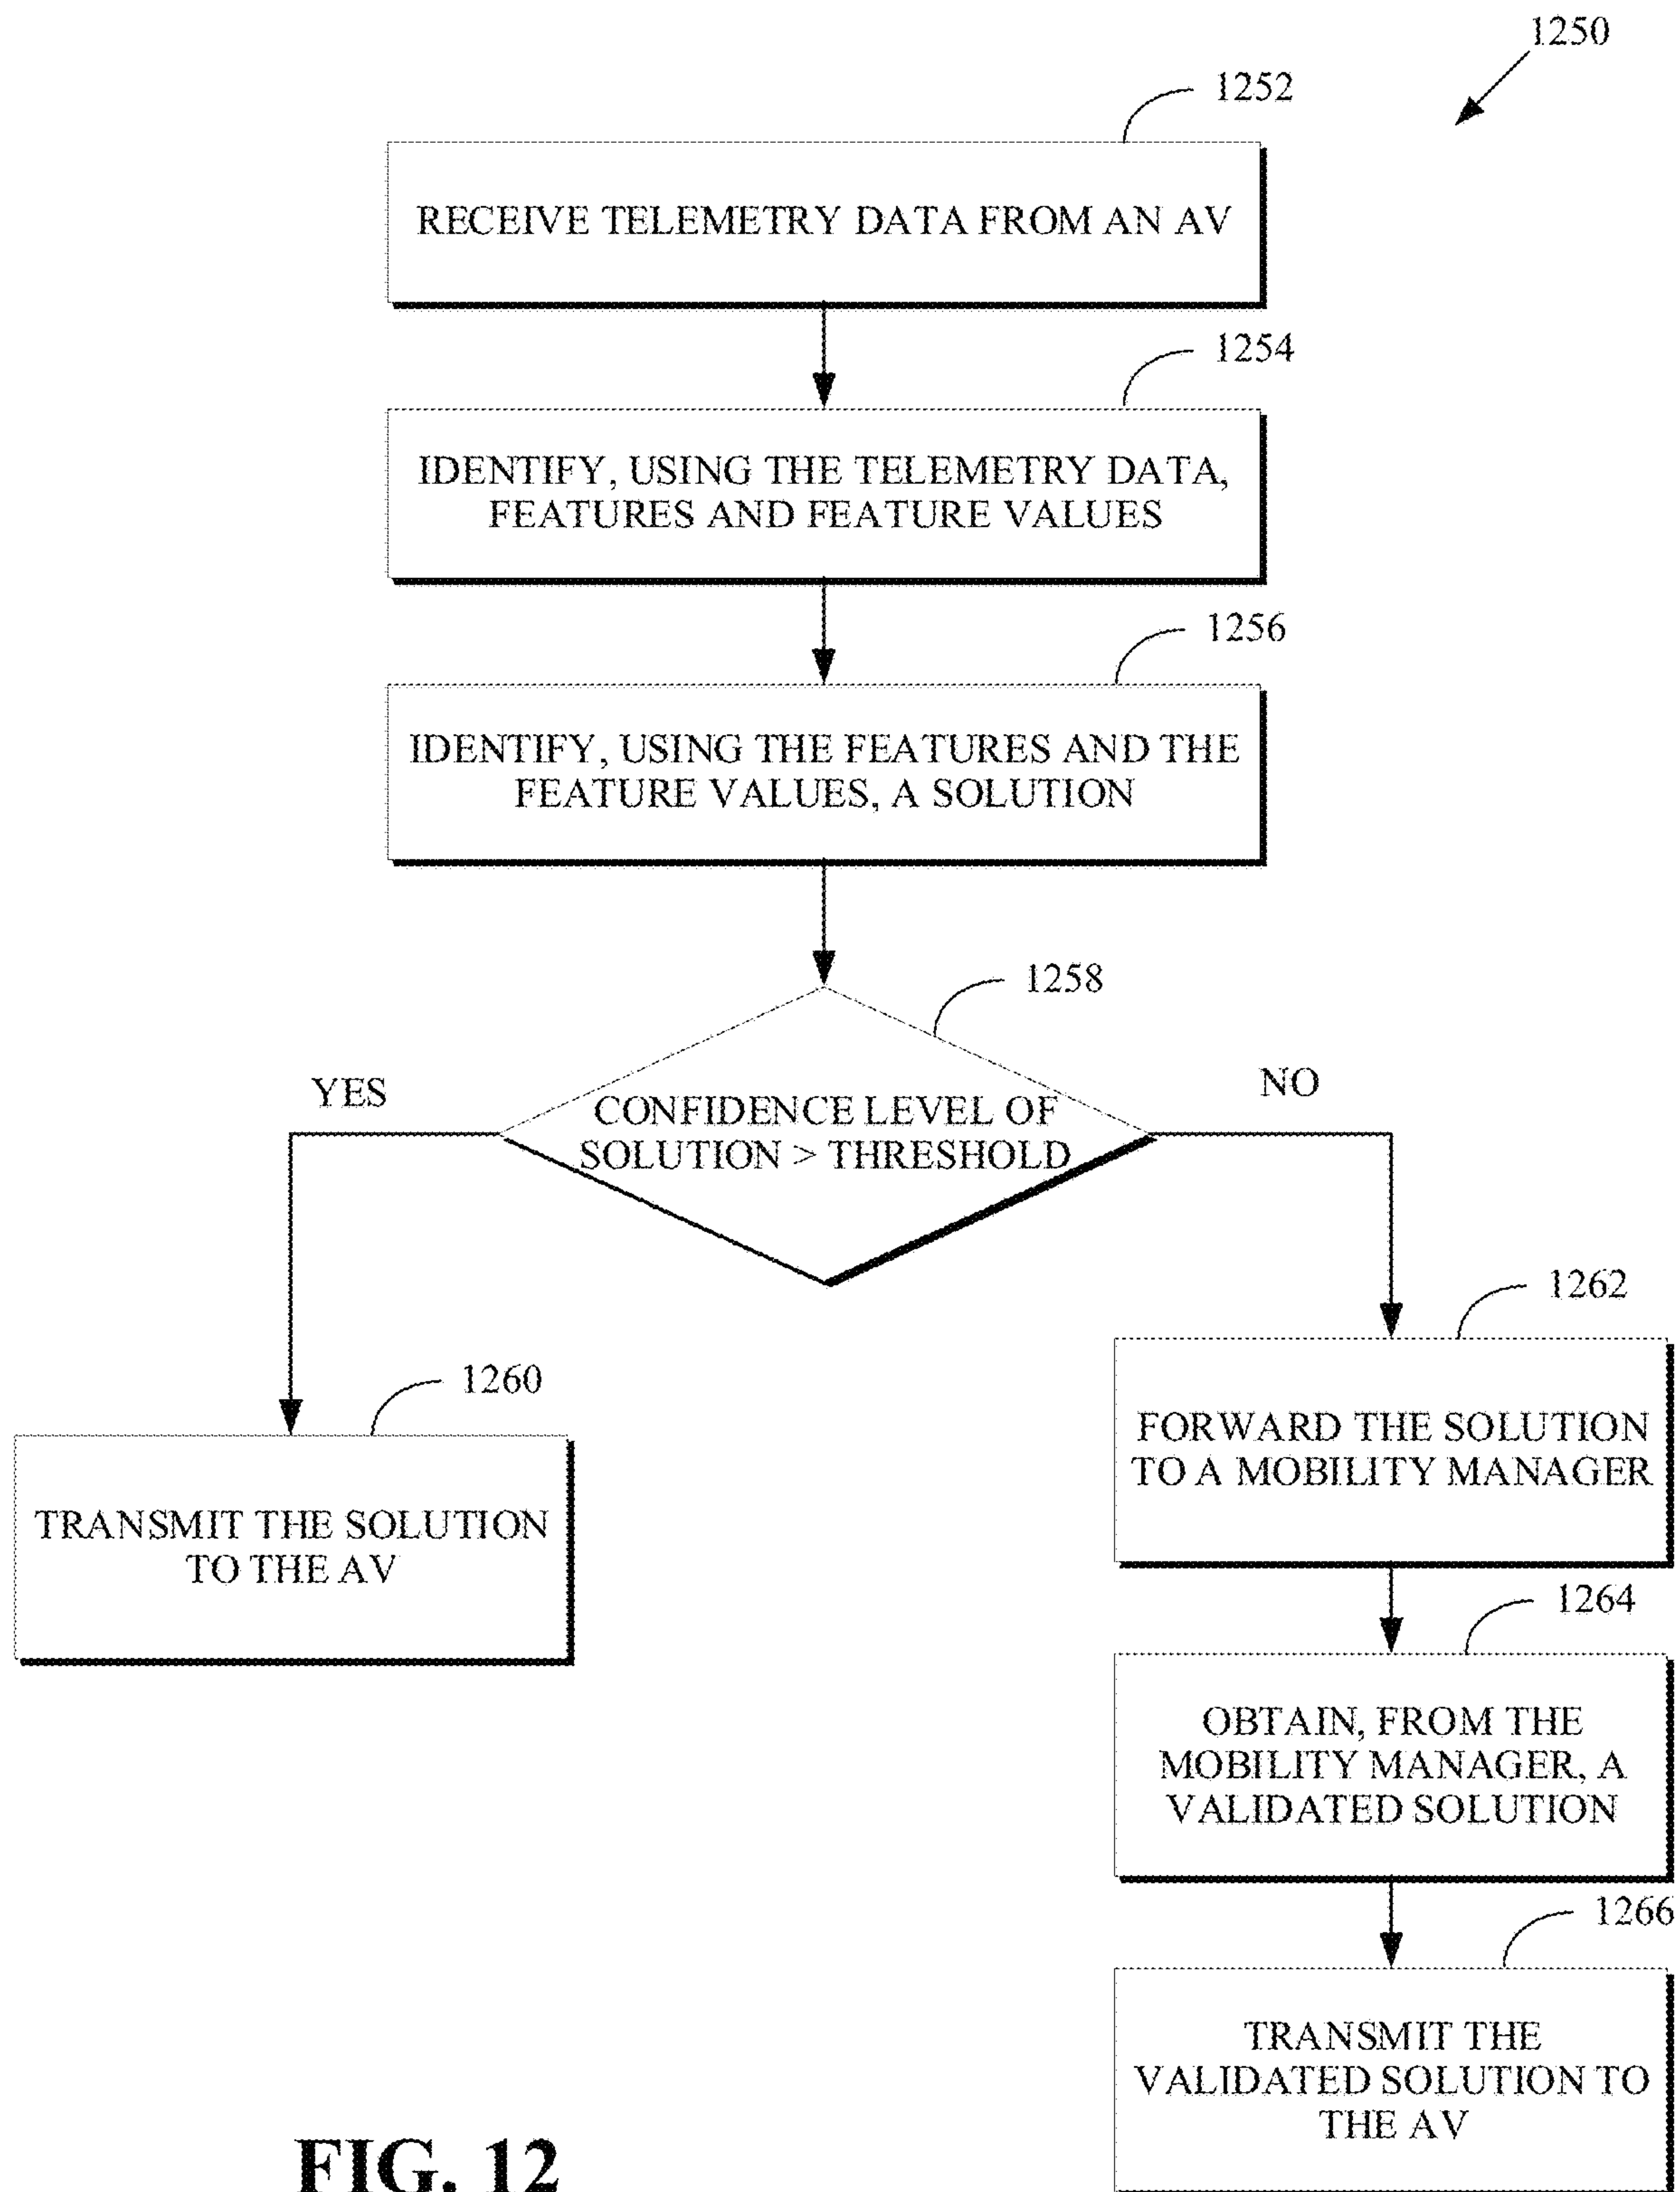 1250
1252
RECEIVE TELEMETRY DATA FROM AN AV
1254
IDENTIFY, USING THE TELEMETRY DATA,
FEATURES AND FEATURE VALUES
1256
IDENTIFY, USING THE FEATURES AND THE
FEATURE VALUES, A SOLUTION
1258
YES
NO
CONFIDENCE LEVEL OF
SOLUTION > THRESHOLD
1260
TRANSMIT THE SOLUTION
TO THE AV
1262
FORWARD THE SOLUTION
TO A MOBILITY MANAGER
1264
OBTAIN, FROM THE
MOBILITY MANAGER, A
VALIDATED SOLUTION
1266
TRANSMIT THE
VALIDATED SOLUTION TO
THE AV
FIG. 12